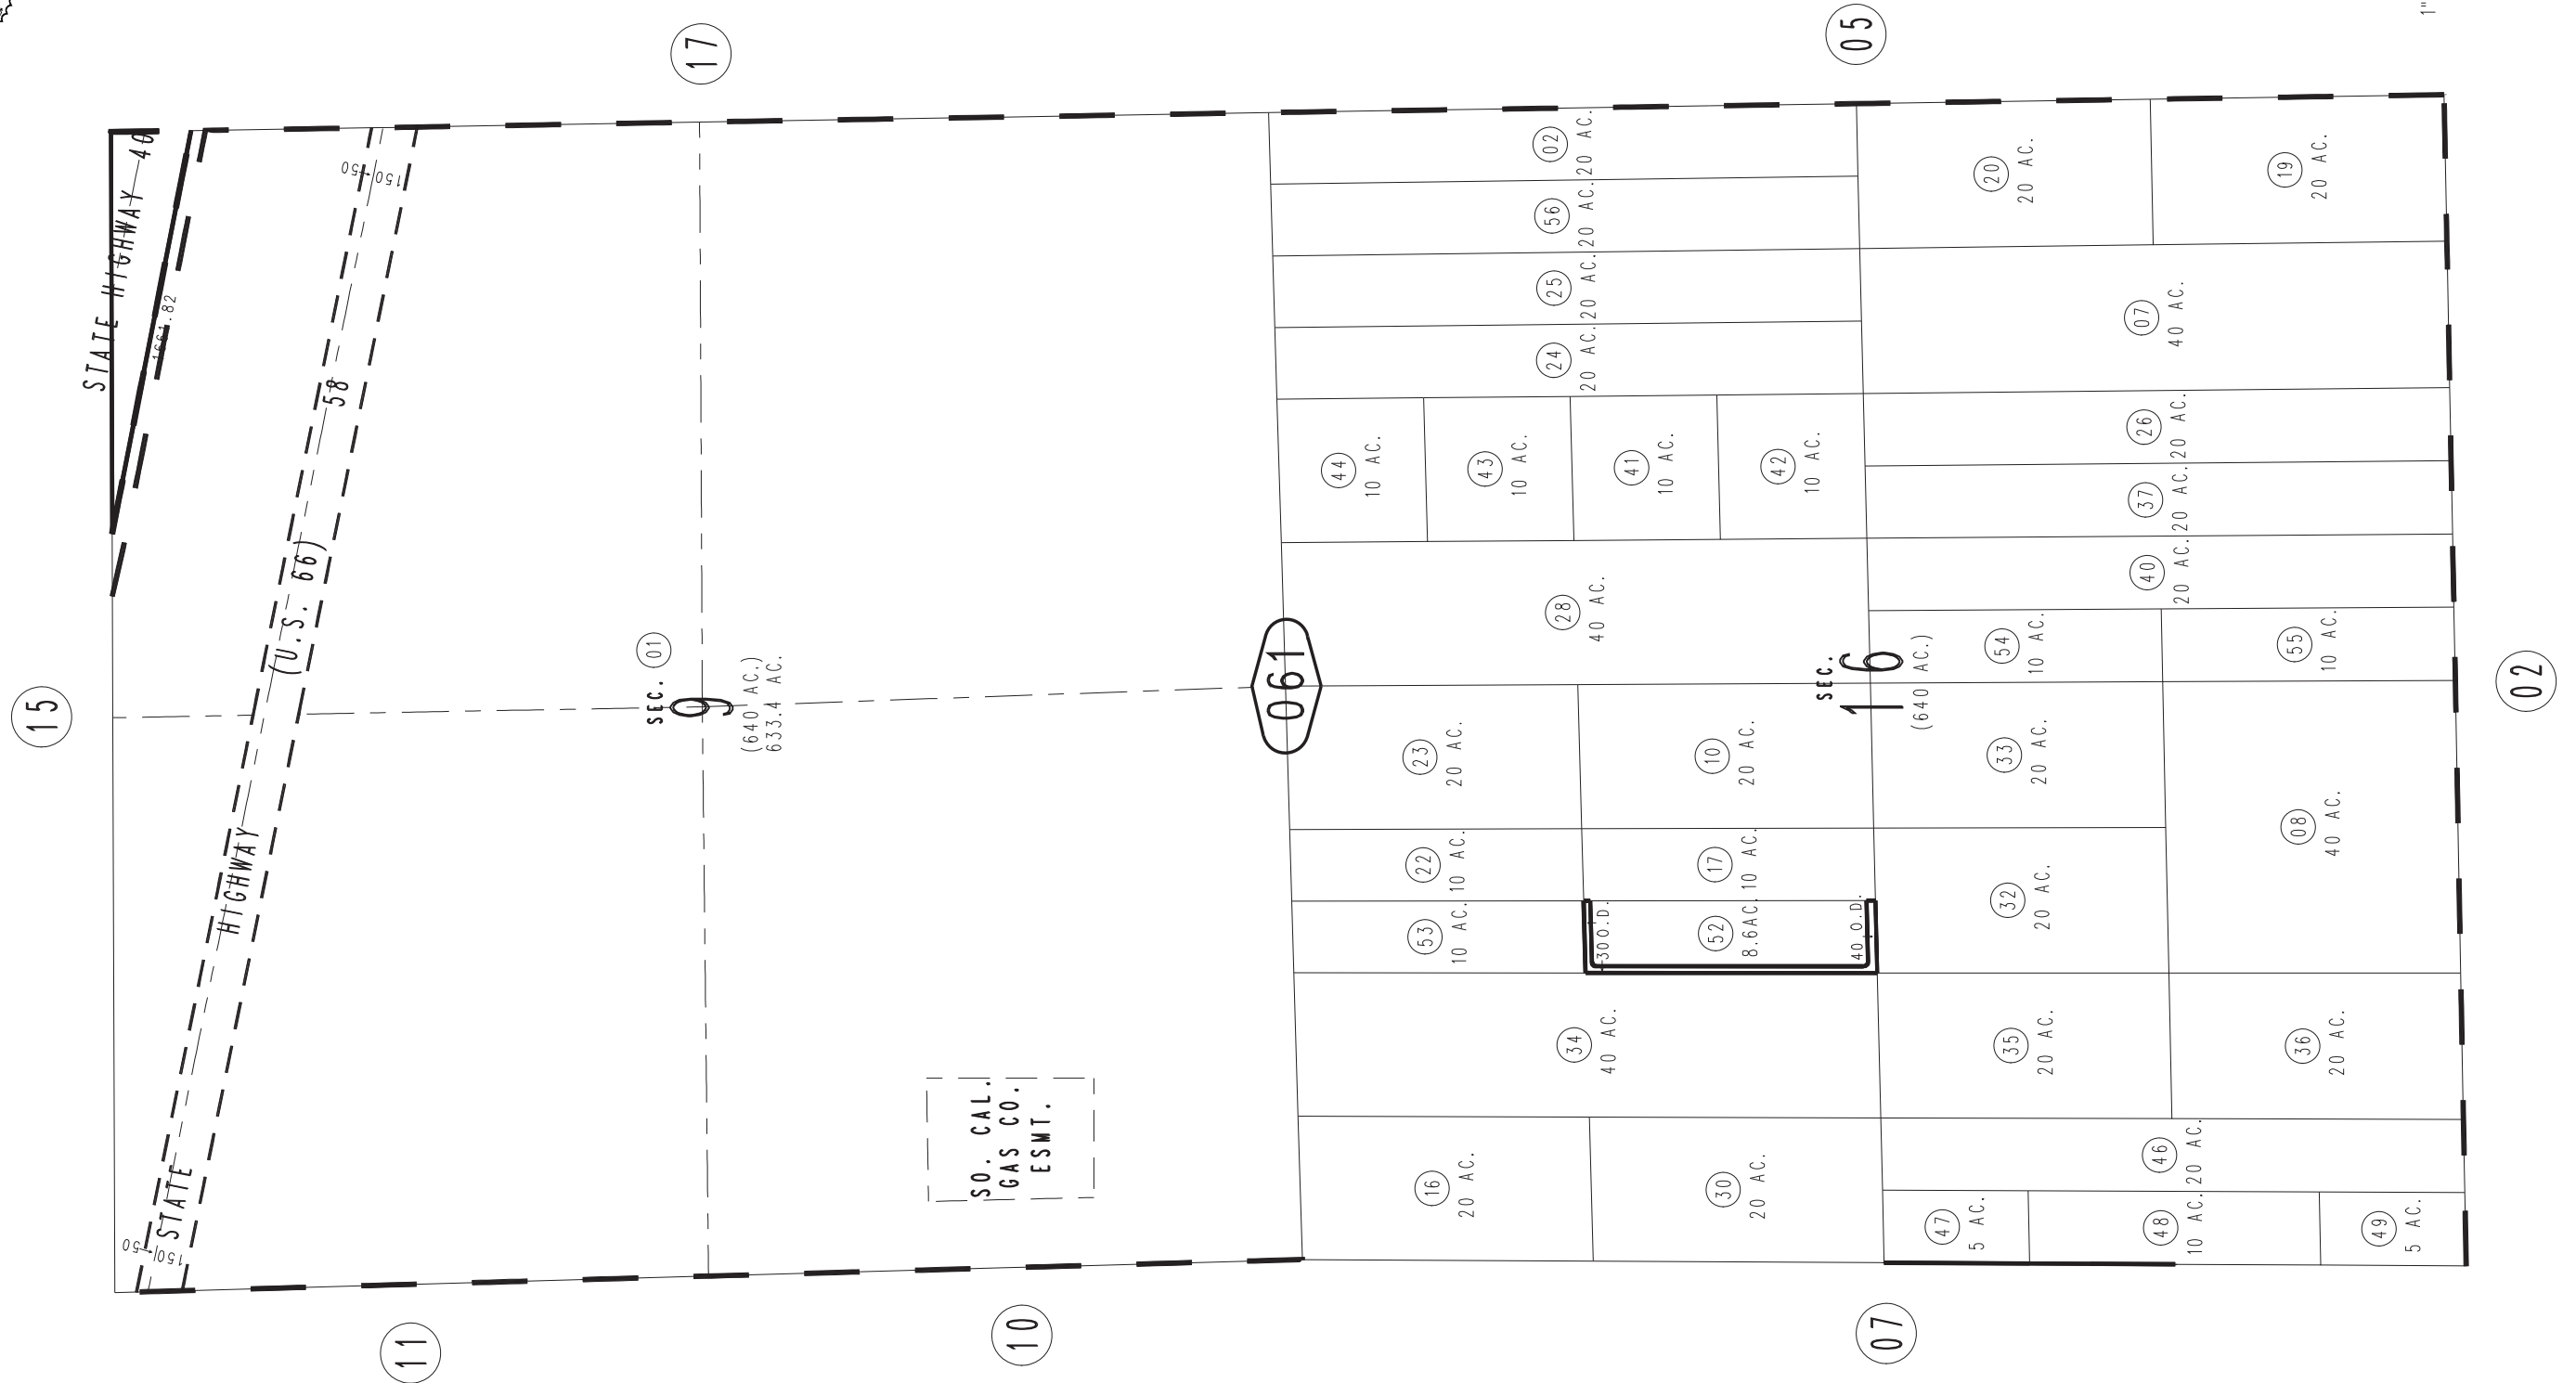 17
05
1"
15
STATE HIGHWAY 40
1661.82
50
150
STATE HIGHWAY 58
(U.S. 66)
50
150
SEC. 01
9
(640 AC.)
633.4 AC.
SO. CAL.
GAS CO.
ESMT.
061
02
20 AC.
56
20 AC.
25
20 AC.
24
20 AC.
20
20 AC.
19
20 AC.
07
40 AC.
44
10 AC.
43
10 AC.
41
10 AC.
42
10 AC.
26
20 AC.
37
20 AC.
40
20 AC.
28
40 AC.
54
10 AC.
55
10 AC.
SEC.
16
(640 AC.)
23
20 AC.
10
20 AC.
33
20 AC.
08
40 AC.
22
10 AC.
17
10 AC.
53
10 AC.
30 O.D.
52
8.6AC.
40 O.D.
32
20 AC.
34
40 AC.
35
20 AC.
36
20 AC.
16
20 AC.
30
20 AC.
46
20 AC.
47
5 AC.
48
10 AC.
49
5 AC.
02
11
10
07